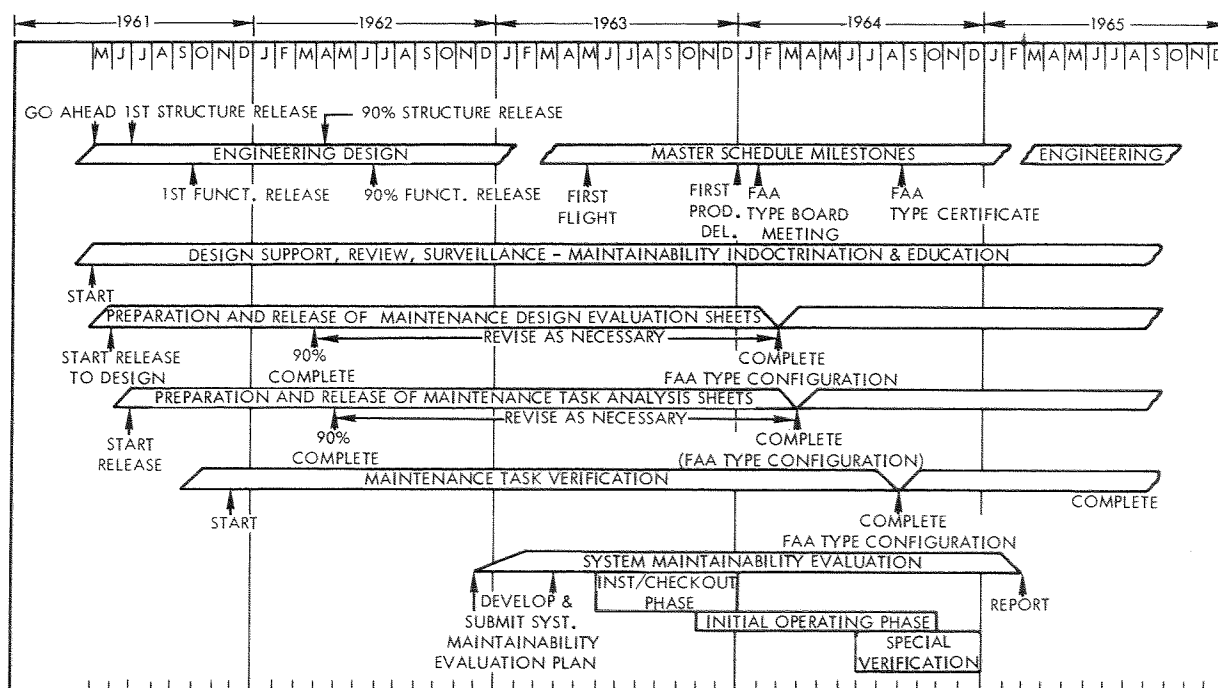 1961 1962 1963 1964 1965
M J J A S O N D J F M A M J J A S O N D J F M A M J J A S O N D J F M A M J J A S O N D J F M A M J J A S O N D
GO AHEAD 1ST STRUCTURE RELEASE 90% STRUCTURE RELEASE
ENGINEERING DESIGN MASTER SCHEDULE MILESTONES ENGINEERING
1ST FUNCT. RELEASE 90% FUNCT. RELEASE FIRST FIRST FAA FAA
FLIGHT PROD. TYPE BOARD TYPE CERTIFICATE
DEL. MEETING
DESIGN SUPPORT, REVIEW, SURVEILLANCE - MAINTAINABILITY INDOCTRINATION & EDUCATION
START
PREPARATION AND RELEASE OF MAINTENANCE DESIGN EVALUATION SHEETS
REVISE AS NECESSARY
START RELEASE 90% COMPLETE
TO DESIGN COMPLETE FAA TYPE CONFIGURATION
PREPARATION AND RELEASE OF MAINTENANCE TASK ANALYSIS SHEETS
REVISE AS NECESSARY
START 90% COMPLETE
RELEASE COMPLETE (FAA TYPE CONFIGURATION)
MAINTENANCE TASK VERIFICATION
COMPLETE
START COMPLETE
FAA TYPE CONFIGURATION
SYSTEM MAINTAINABILITY EVALUATION
INST/CHECKOUT
PHASE
DEVELOP & REPORT
SUBMIT SYST. INITIAL OPERATING PHASE
MAINTAINABILITY SPECIAL
EVALUATION PLAN VERIFICATION